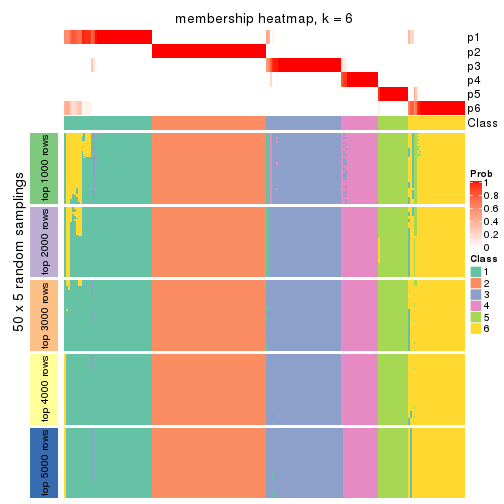 membership heatmap, k = 6
p1
p2
p3
p4
p5
p6
Class
50 x 5 random samplings
top 1000 rows
top 2000 rows
top 3000 rows
top 4000 rows
top 5000 rows
Prob
1
0.8
0.6
0.4
0.2
0
Class
1
2
3
4
5
6